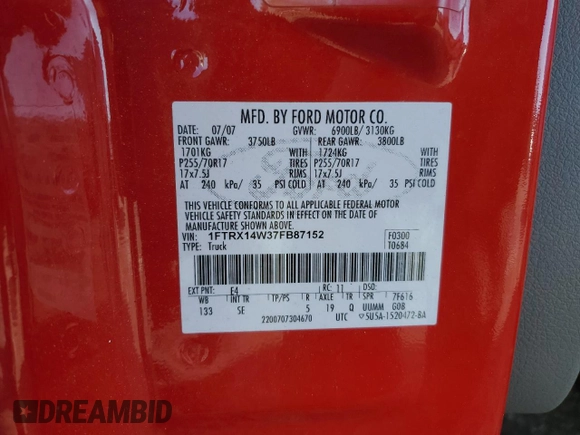 MFD. BY FORD MOTOR CO.
DATE: 07/07 GVWR: 6900LB/ 3130KG
FRONT GAWR: 3750LB REAR GAWR: 3800LB
1701KG WITH 1724KG WITH
P255/70R17 TIRES P255/70R17 TIRES
17x7.5J RIMS 17x7.5J RIMS
AT 240 kPa/ 35 PSI COLD AT 240 kPa/ 35 PSI COLD
THIS VEHICLE CONFORMS TO ALL APPLICABLE FEDERAL MOTOR
VEHICLE SAFETY STANDARDS IN EFFECT ON THE DATE OF
MANUFACTURE SHOWN ABOVE.
VIN: 1FTRX14W37FB87152 F0300
TYPE: Truck T0684
EXT PNT: E4 RC: 11 DSO:
WB INT TR TP/PS R AXLE TR SPR 7F616
133 SE 5 19 Q UUMM G08
2200707304670 UTC 5U5A-1520472-BA
DREAMBID